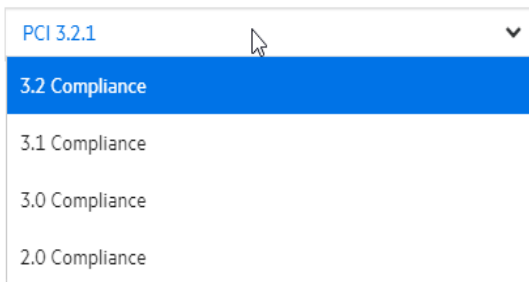 PCI 3.2.1
3.2 Compliance
3.1 Compliance
3.0 Compliance
2.0 Compliance